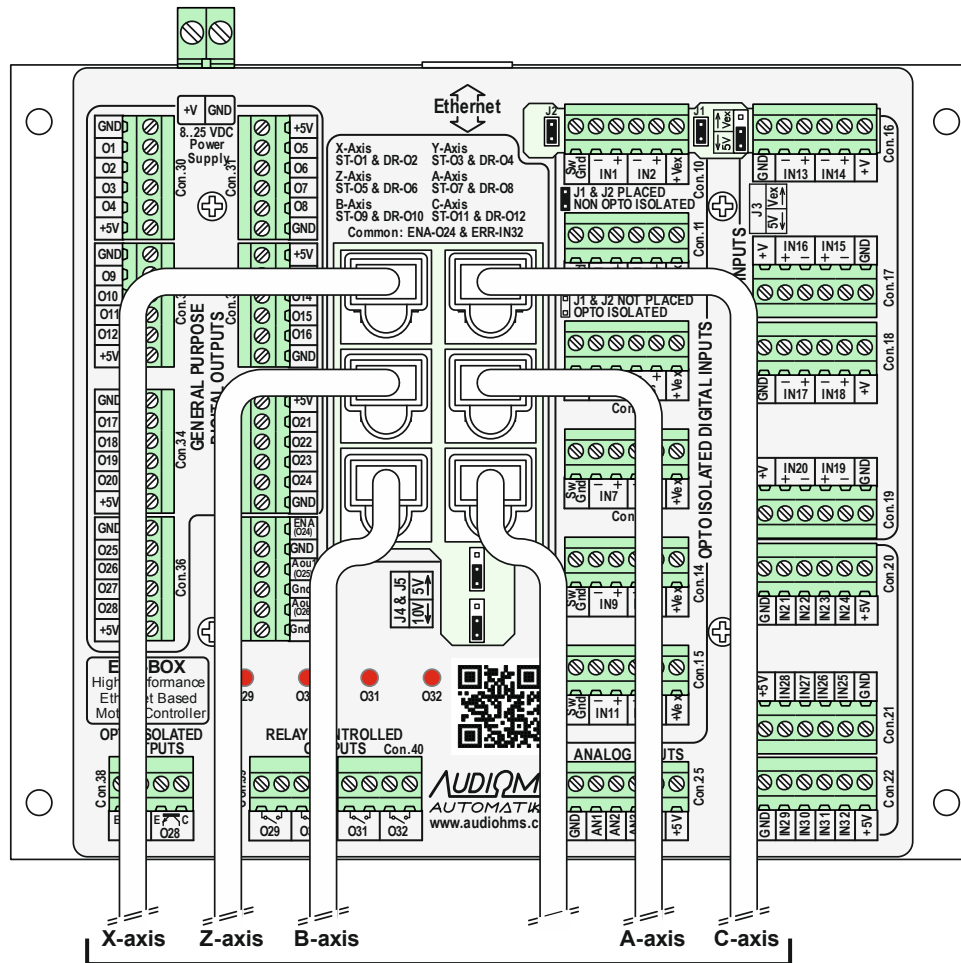 Ethernet
+V GND
8..25 VDC
Power
Supply
GND
O1
O2
O3
O4
+5V
Con.30
+5V
O5
O6
O7
O8
GND
GND
O9
O10
O11
O12
+5V
+5V
O14
O15
O16
GND
GND
O17
O18
O19
O20
+5V
Con.34
+5V
O21
O22
O23
O24
GND
GND
O25
O26
O27
O28
+5V
Con.36
ENA
(O24)
GND
Gnd
GENERAL PURPOSE
X-Axis
ST-O1 & DR-O2
Y-Axis
ST-O3 & DR-O4
Z-Axis
ST-O5 & DR-O6
A-Axis
ST-O7 & DR-O8
B-Axis
ST-O9 & DR-O10
C-Axis
ST-O11 & DR-O12
Common: ENA-O24 & ERR-IN32
J4 & J5
10V 5V
J2
J1
5V Vex
Sw
Gnd
IN1
IN2
+Vex
Con.10
J1 & J2 PLACED
NON OPTO ISOLATED
Con.11
J1 & J2 NOT PLACED
OPTO ISOLATED
+Vex
Sw
Gnd
IN7
+Vex
Sw
Gnd
IN9
+Vex
Con.14
Sw
Gnd
IN11
+Vex
Con.15
OPTO ISOLATED DIGITAL INPUTS
INPUTS
J3
5V Vex
GND
IN13
IN14
+V
Con.16
+V
IN16
IN15
GND
Con.17
GND
IN17
IN18
+V
Con.18
+V
IN20
IN19
GND
Con.19
Con.20
GND
IN21
IN22
IN23
IN24
+5V
+5V
IN28
IN27
IN26
IN25
GND
Con.21
Con.22
GND
IN29
IN30
IN31
IN32
+5V
High
Con.38
E C
O28
O31
O32
RELAY
Con.40
O29
O31
O32
AUDIΩMS
AUTOMATIK
ANALOG
Con.25
GND
AN1
AN2
+5V
X-axis Z-axis B-axis A-axis C-axis